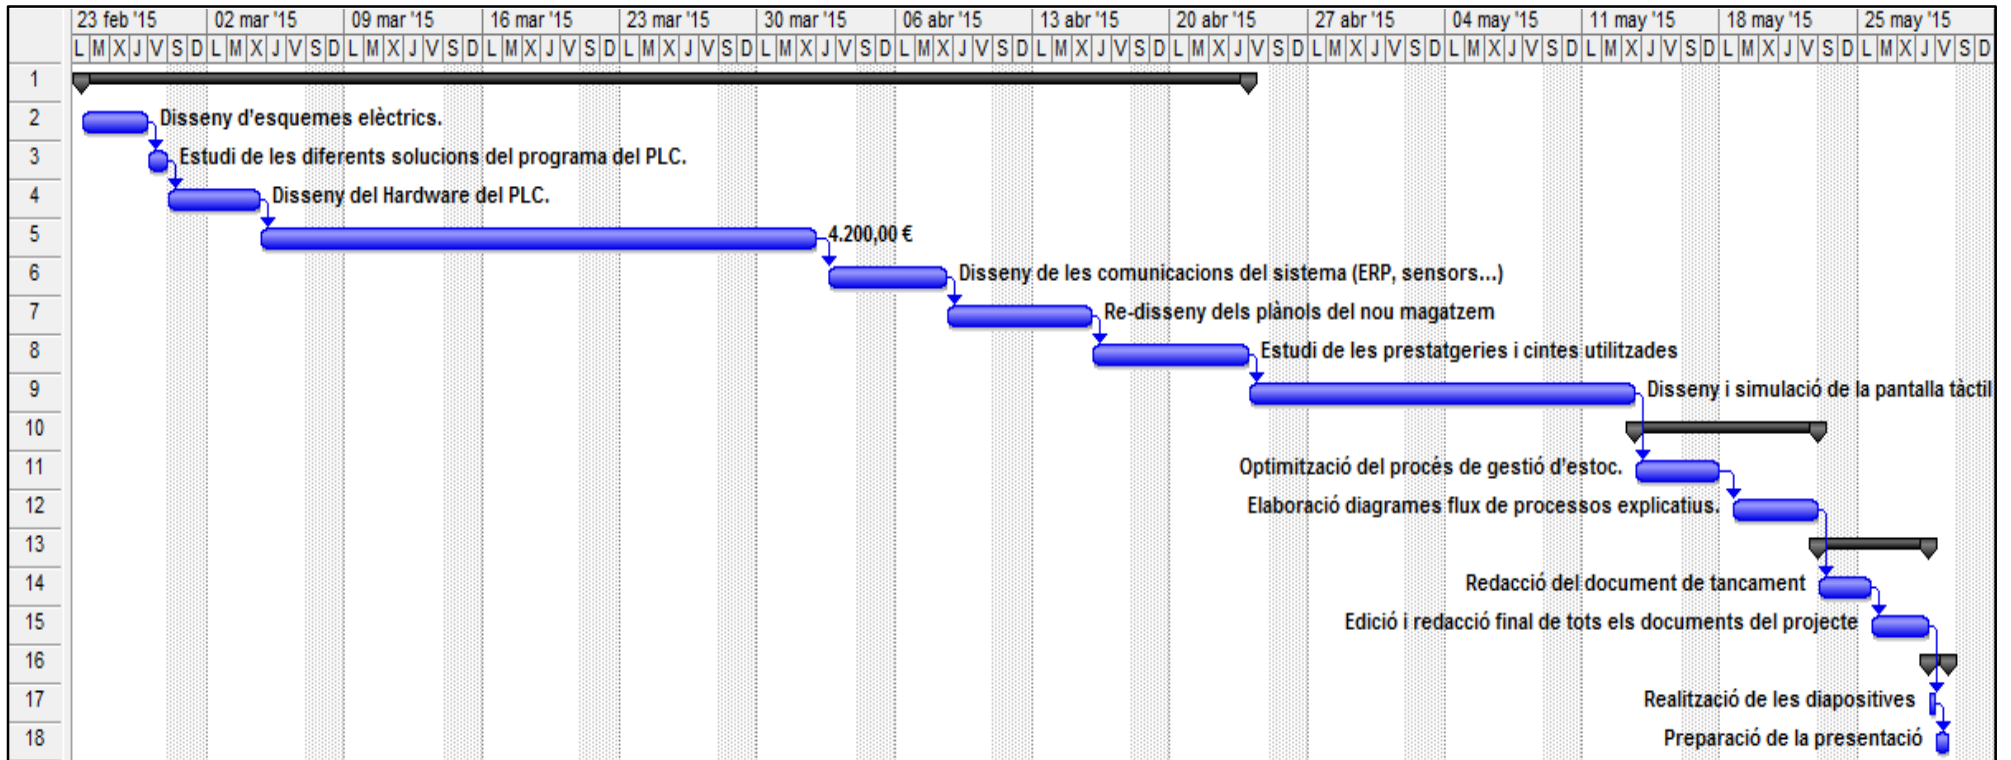 23 feb '15 02 mar '15 09 mar '15 16 mar '15 23 mar '15 30 mar '15 06 abr '15 13 abr '15 20 abr '15 27 abr '15 04 may '15 11 may '15 18 may '15 25 may '15
L M X J V S D L M X J V S D L M X J V S D L M X J V S D L M X J V S D L M X J V S D L M X J V S D L M X J V S D L M X J V S D L M X J V S D L M X J V S D L M X J V S D L M X J V S D L M X J V S D
1
2 Disseny d'esquemes elèctrics.
3 Estudi de les diferents solucions del programa del PLC.
4 Disseny del Hardware del PLC.
5 4.200,00 €
6 Disseny de les comunicacions del sistema (ERP, sensors...)
7 Re-disseny dels plànols del nou magatzem
8 Estudi de les prestatgeries i cintes utilitzades
9 Disseny i simulació de la pantalla tàctil
10
11 Optimització del procés de gestió d'estoc.
12 Elaboració diagrames flux de processos explicatius.
13
14 Redacció del document de tancament
15 Edició i redacció final de tots els documents del projecte
16
17 Realització de les diapositives
18 Preparació de la presentació